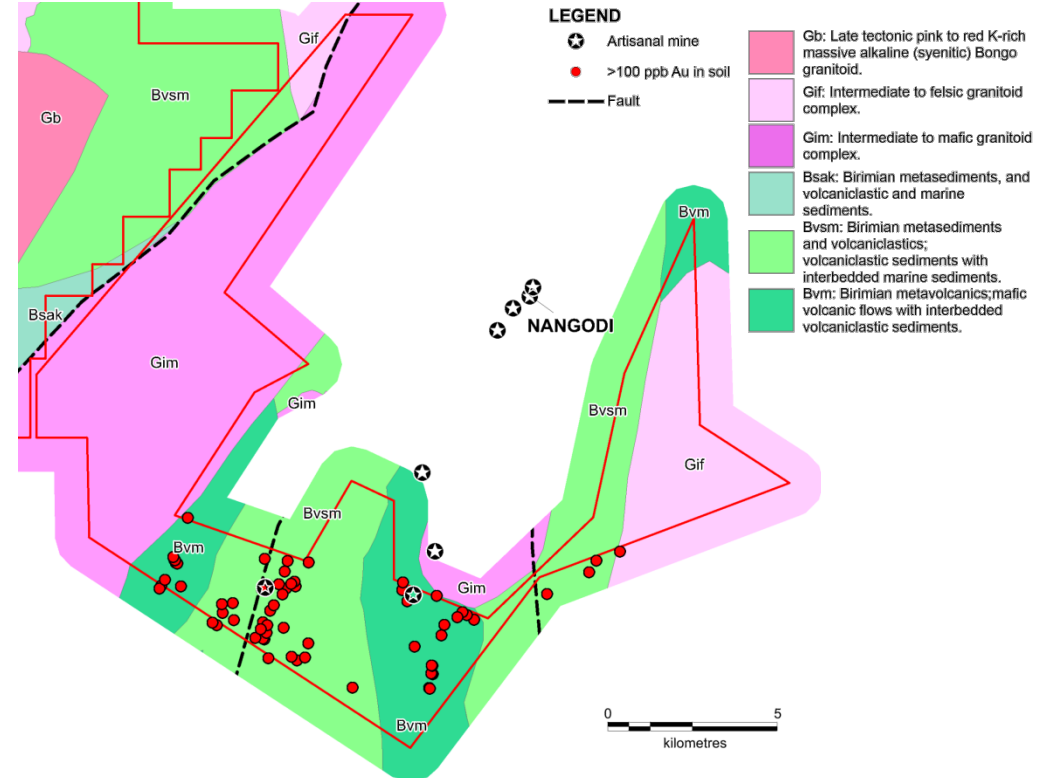 LEGEND
Artisanal mine
>100 ppb Au in soil
Fault
Gb: Late tectonic pink to red K-rich
massive alkaline (syenitic) Bongo
granitoid.
Gif: Intermediate to felsic granitoid
complex.
Gim: Intermediate to mafic granitoid
complex.
Bsak: Birimian metasediments, and
volcaniclastic and marine
sediments.
Bvsm: Birimian metasediments
and volcaniclastics;
volcaniclastic sediments with
interbedded marine sediments.
Bvm: Birimian metavolcanics;mafic
volcanic flows with interbedded
volcaniclastic sediments.
Gif
Bvsm
Gb
Bvm
Bsak
NANGODI
Gim
Gim
Bvsm
Gif
Bvsm
Bvm
Gim
Bvm
0 5
kilometres